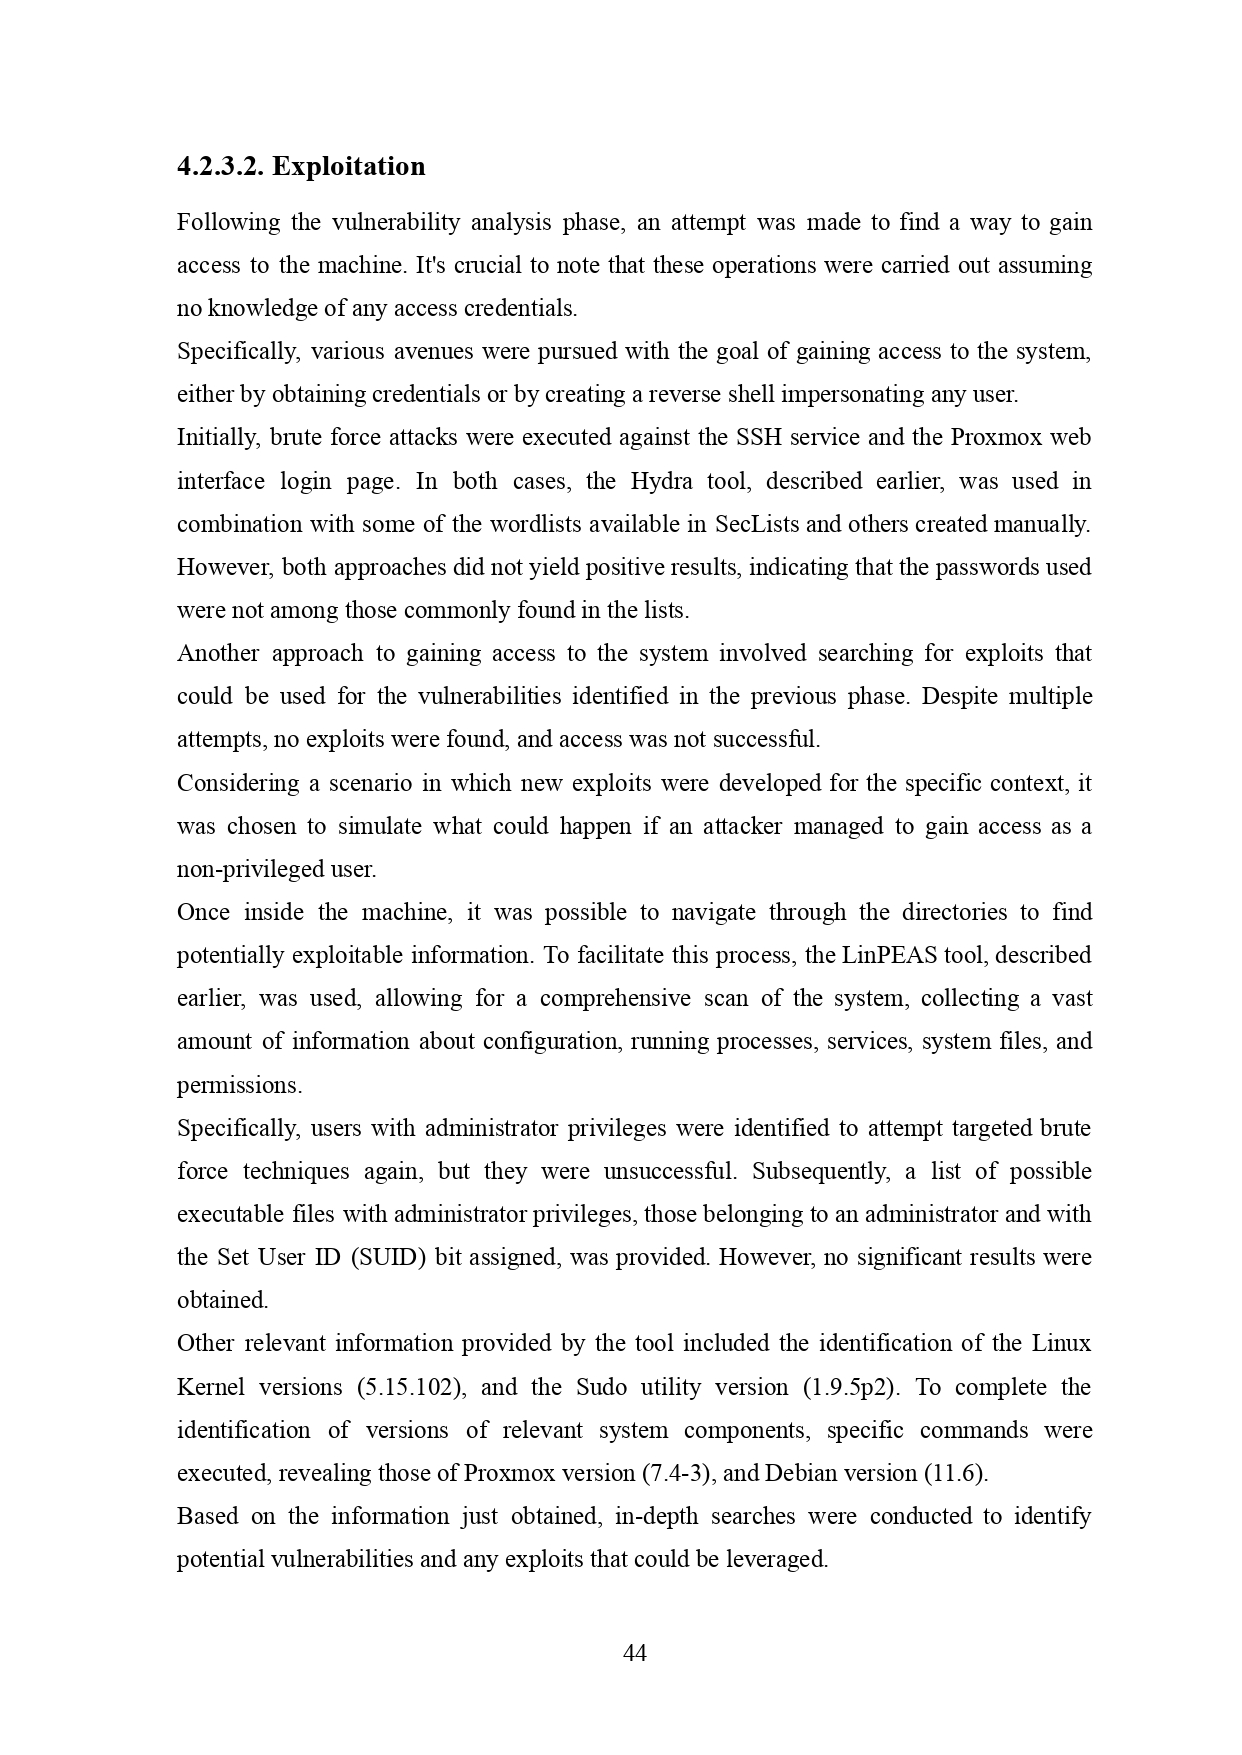 4.2.3.2. Exploitation
Following the vulnerability analysis phase, an attempt was made to find a way to gain
access to the machine. It's crucial to note that these operations were carried out assuming
no knowledge of any access credentials.
Specifically, various avenues were pursued with the goal of gaining access to the system,
either by obtaining credentials or by creating a reverse shell impersonating any user.
Initially, brute force attacks were executed against the SSH service and the Proxmox web
interface login page. In both cases, the Hydra tool, described earlier, was used in
combination with some of the wordlists available in SecLists and others created manually.
However, both approaches did not yield positive results, indicating that the passwords used
were not among those commonly found in the lists.
Another approach to gaining access to the system involved searching for exploits that
could be used for the vulnerabilities identified in the previous phase. Despite multiple
attempts, no exploits were found, and access was not successful.
Considering a scenario in which new exploits were developed for the specific context, it
was chosen to simulate what could happen if an attacker managed to gain access as a
non-privileged user.
Once inside the machine, it was possible to navigate through the directories to find
potentially exploitable information. To facilitate this process, the LinPEAS tool, described
earlier, was used, allowing for a comprehensive scan of the system, collecting a vast
amount of information about configuration, running processes, services, system files, and
permissions.
Specifically, users with administrator privileges were identified to attempt targeted brute
force techniques again, but they were unsuccessful. Subsequently, a list of possible
executable files with administrator privileges, those belonging to an administrator and with
the Set User ID (SUID) bit assigned, was provided. However, no significant results were
obtained.
Other relevant information provided by the tool included the identification of the Linux
Kernel versions (5.15.102), and the Sudo utility version (1.9.5p2). To complete the
identification of versions of relevant system components, specific commands were
executed, revealing those of Proxmox version (7.4-3), and Debian version (11.6).
Based on the information just obtained, in-depth searches were conducted to identify
potential vulnerabilities and any exploits that could be leveraged.
44